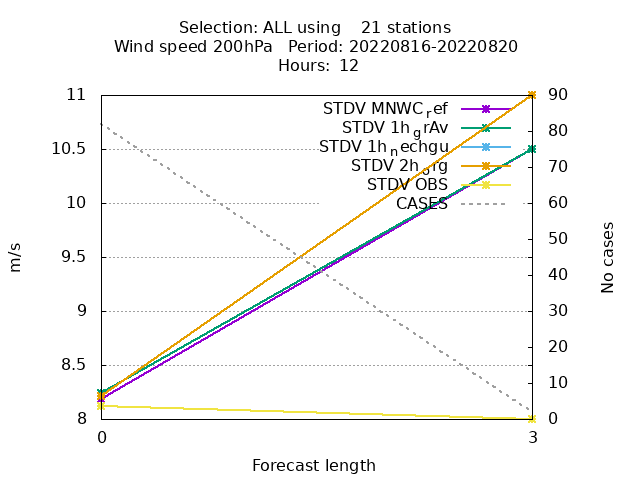 Selection: ALL using 21 stations
Wind speed 200hPa Period: 20220816-20220820
Hours: 12
11
10.5
10
9.5
9
8.5
8
m/s
90
80
70
60
50
40
30
20
10
0
No cases
STDV MNWC_ref
STDV 1h_grAv
STDV 1h_nechgu
STDV 2h_grg
STDV OBS
CASES
0 3
Forecast length